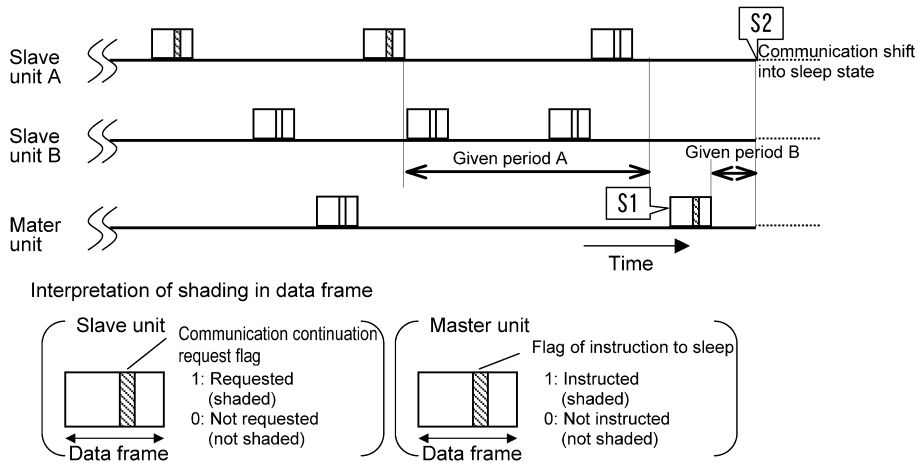 S2
Slave
unit A
Communication shift
into sleep state
Slave
unit B
Given period A
Given period B
S1
Mater
unit
Time
Interpretation of shading in data frame
Slave unit
Communication continuation
request flag
1: Requested
(shaded)
0: Not requested
(not shaded)
Data frame
Master unit
Flag of instruction to sleep
1: Instructed
(shaded)
0: Not instructed
(not shaded)
Data frame